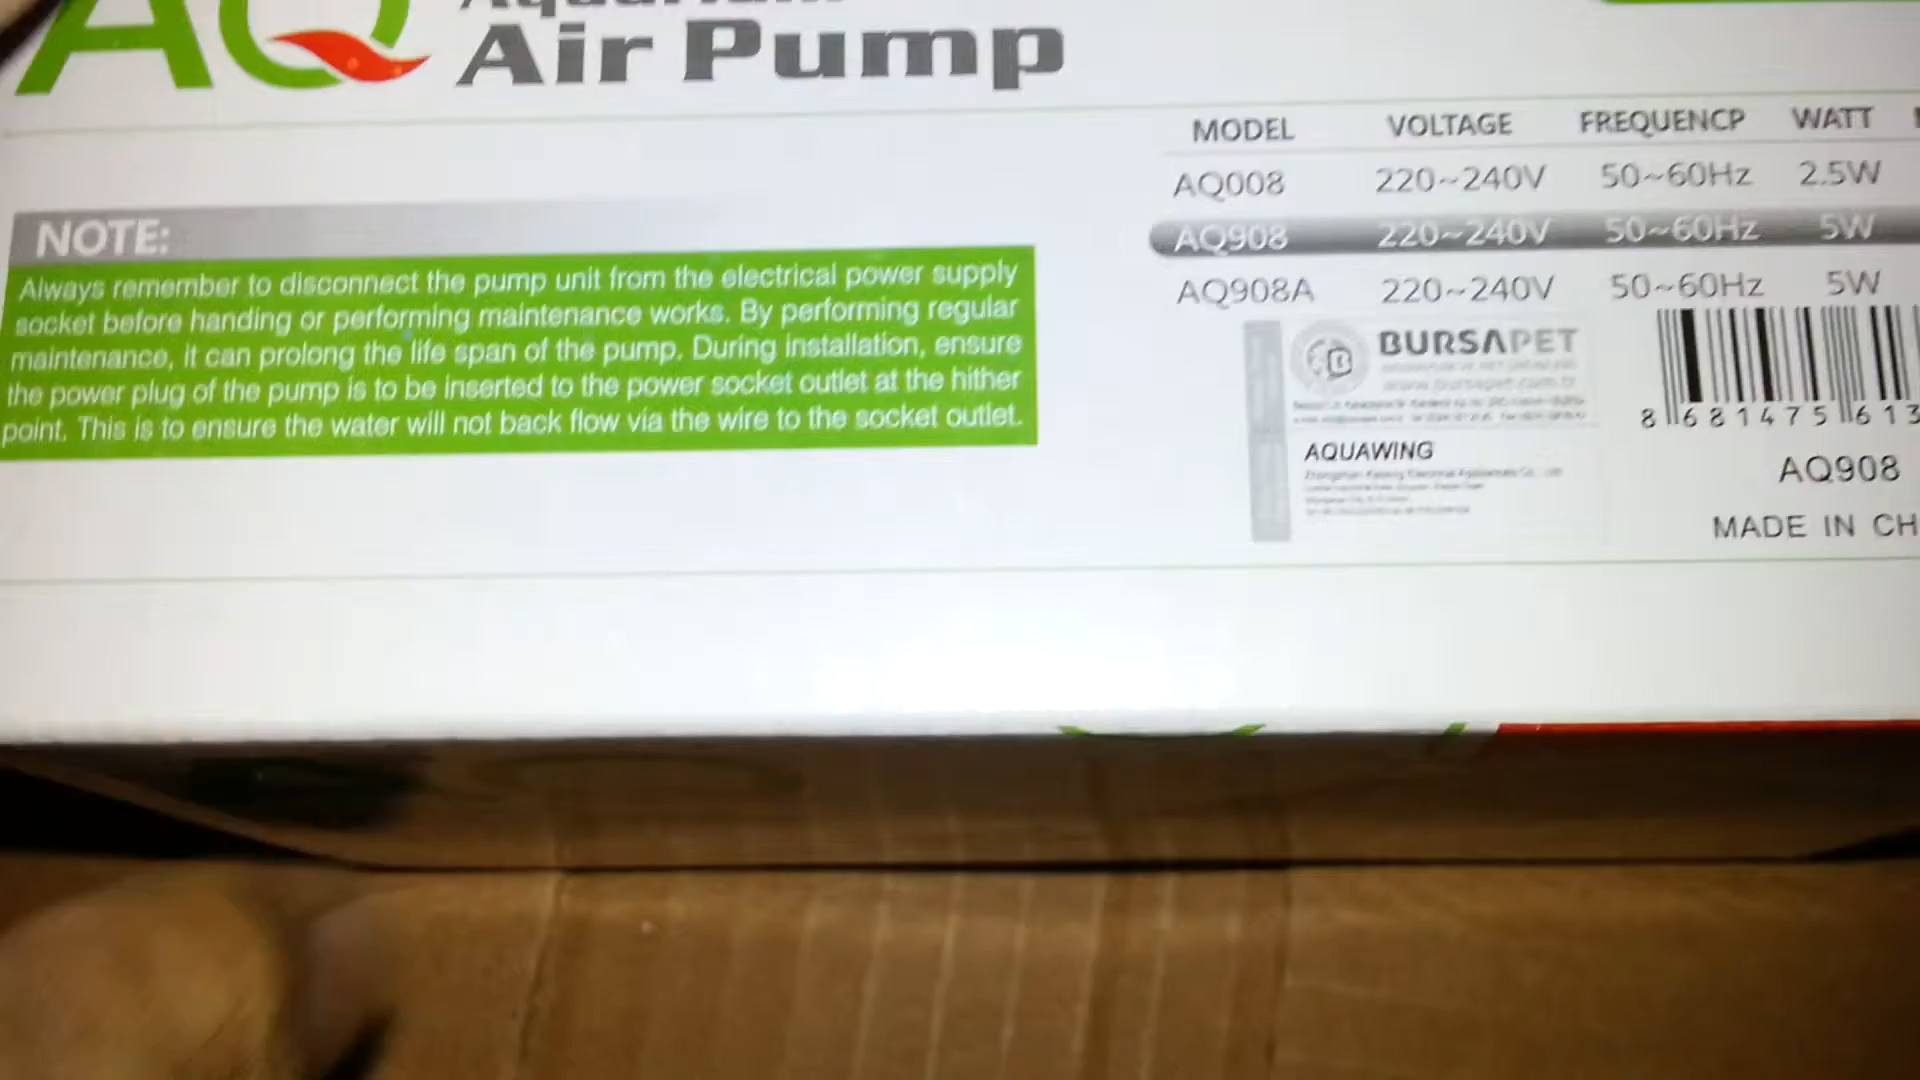 AQ
Air Pump
MODEL VOLTAGE FREQUENCP WATT
AQ008 220~240V 50~60Hz 2.5W
AQ908 220~240V 50~60Hz 5W
AQ908A 220~240V 50~60Hz 5W
NOTE:
Always remember to disconnect the pump unit from the electrical power supply
socket before handing or performing maintenance works. By performing regular
maintenance, it can prolong the life span of the pump. During installation, ensure
the power plug of the pump is to be inserted to the power socket outlet at the hither
point. This is to ensure the water will not back flow via the wire to the socket outlet.
BURSAPET
www.bursapet.com.tr
AQUAWING
8 681475 613
AQ908
MADE IN CH